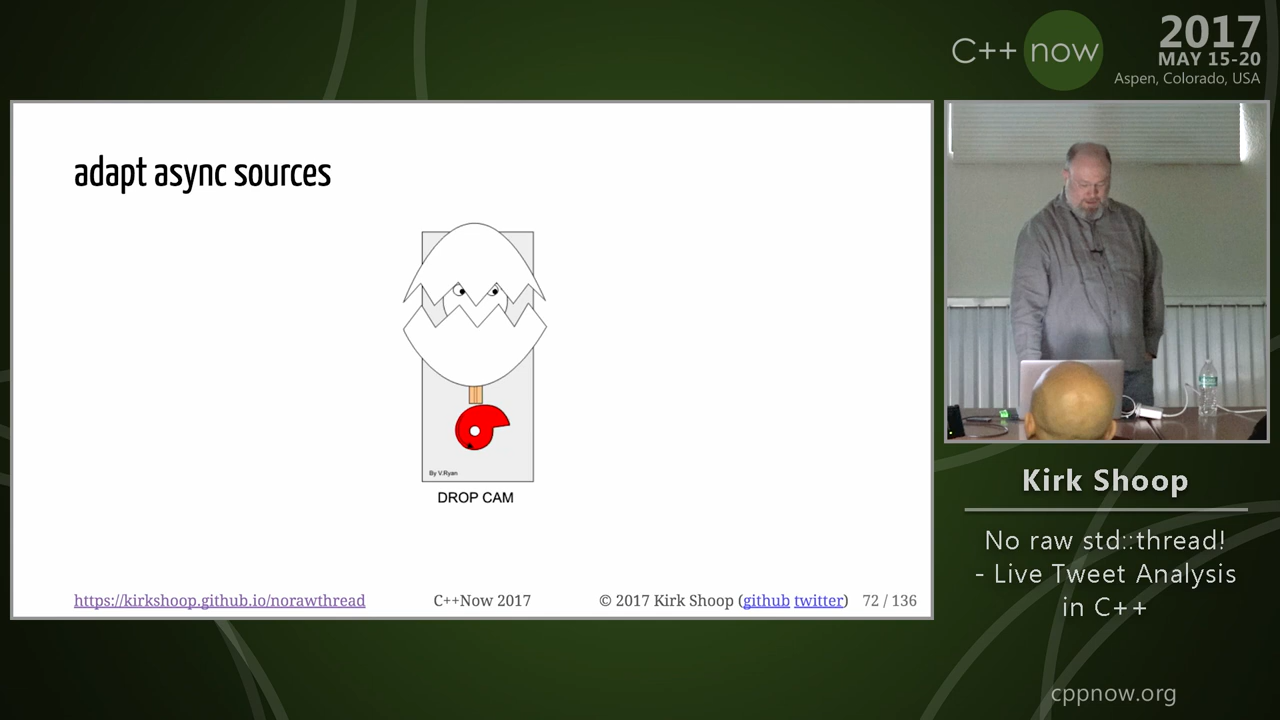 C++ now
2017
MAY 15-20
Aspen, Colorado, USA
adapt async sources
By V.Ryan
DROP CAM
https://kirkshoop.github.io/norawthread
C++Now 2017
© 2017 Kirk Shoop (github twitter)
72 / 136
Kirk Shoop
No raw std::thread!
- Live Tweet Analysis
in C++
cppnow.org